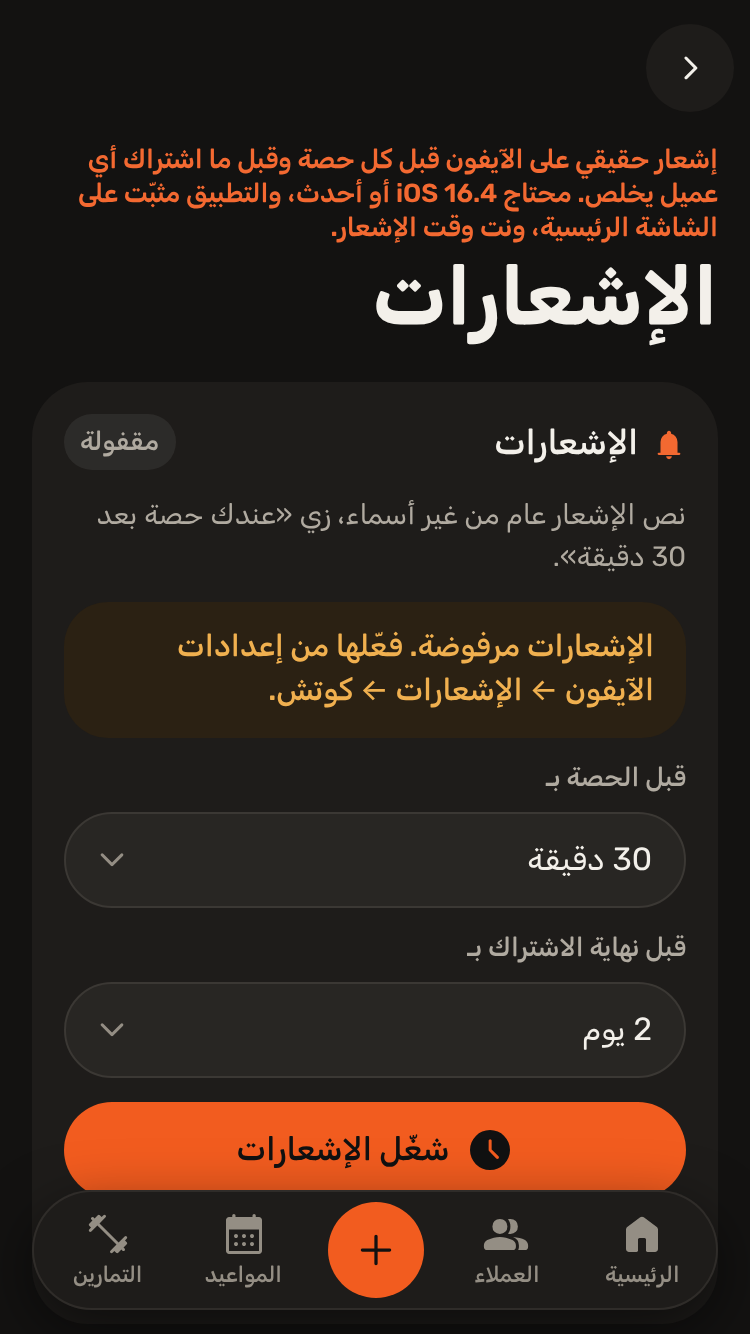 إشعار حقيقي على الآيفون قبل كل حصة وقبل ما اشتراك أي
عميل يخلص. محتاج iOS 16.4 أو أحدث، والتطبيق مثبّت على
الشاشة الرئيسية، ونت وقت الإشعار.
الإشعارات
الإشعارات
مقفولة
نص الإشعار عام من غير أسماء، زي «عندك حصة بعد
30 دقيقة».
الإشعارات مرفوضة. فعّلها من إعدادات
الآيفون ← الإشعارات ← كوتش.
قبل الحصة بـ
30 دقيقة
قبل نهاية الاشتراك بـ
2 يوم
شغّل الإشعارات
الرئيسية
العملاء
المواعيد
التمارين